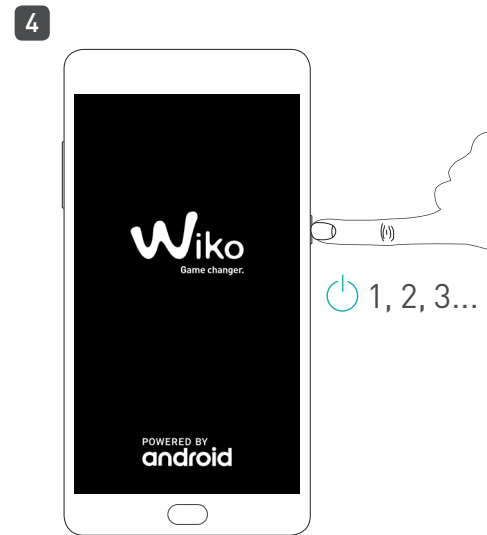 4
Wiko
Game changer.
1, 2, 3...
POWERED BY
android